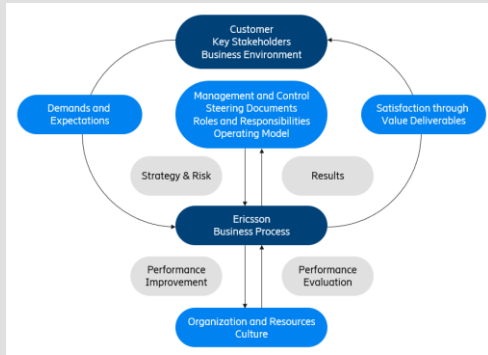 Customer
Key Stakeholders
Business Environment
Management and Control
Steering Documents
Roles and Responsibilities
Operating Model
Demands and
Expectations
Satisfaction through
Value Deliverables
Strategy & Risk
Results
Ericsson
Business Process
Performance
Improvement
Performance
Evaluation
Organization and Resources
Culture